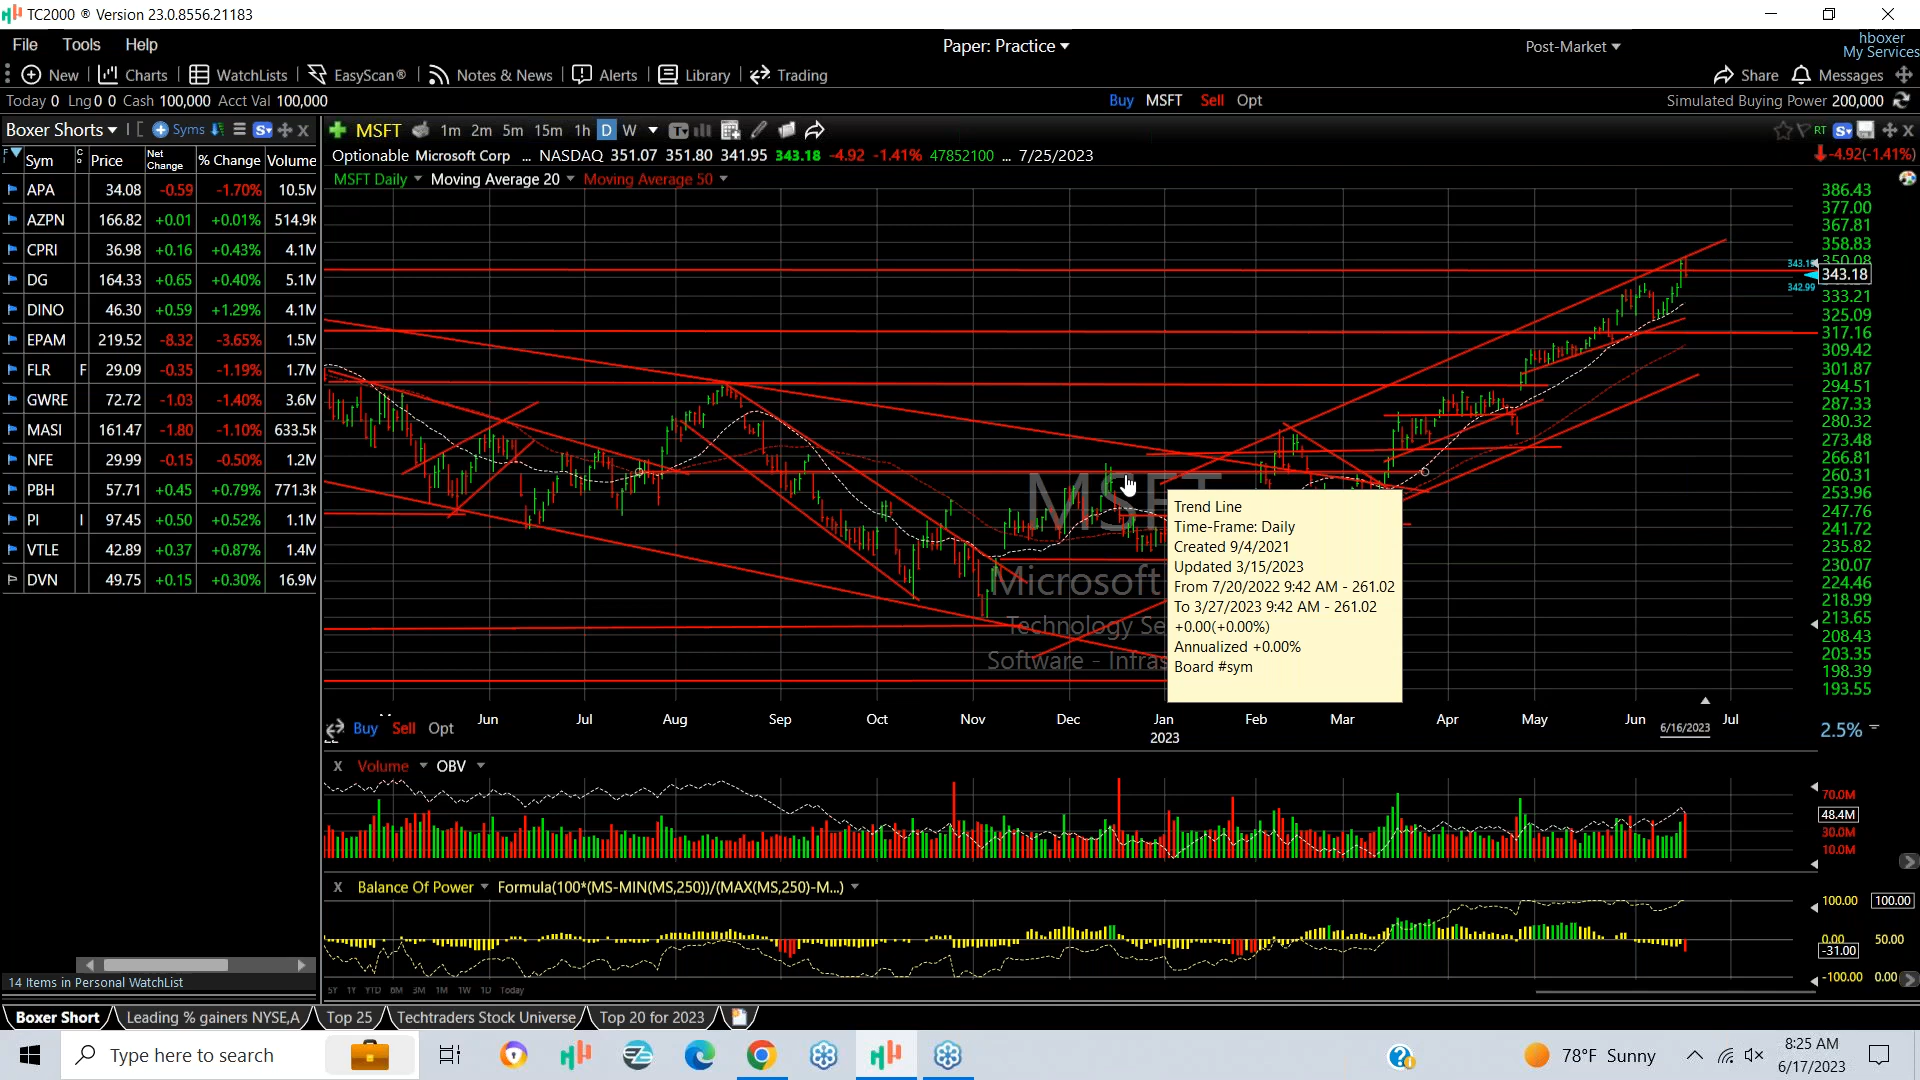 TC2000 ® Version 23.0.8556.21183
File Tools Help Paper: Practice Post-Market hboxer
My Services
New Charts WatchLists EasyScan® Notes & News Alerts Library Trading Share Messages
Today 0 Lng 0 0 Cash 100,000 Acct Val 100,000 Buy MSFT Sell Opt Simulated Buying Power 200,000
Boxer Shorts Syms MSFT 1m 2m 5m 15m 1h D W RT
Optionable Microsoft Corp ... NASDAQ 351.07 351.80 341.95 343.18 -4.92 -1.41% 47852100 ... 7/25/2023 -4.92(-1.41%)
MSFT Daily Moving Average 20 Moving Average 50
Sym Price Net Change % Change Volume
APA 34.08 -0.59 -1.70% 10.5M
AZPN 166.82 +0.01 +0.01% 514.9K
CPRI 36.98 +0.16 +0.43% 4.1M
DG 164.33 +0.65 +0.40% 5.1M
DINO 46.30 +0.59 +1.29% 4.1M
EPAM 219.52 -8.32 -3.65% 1.5M
FLR F 29.09 -0.35 -1.19% 1.7M
GWRE 72.72 -1.03 -1.40% 3.6M
MASI 161.47 -1.80 -1.10% 633.5K
NFE 29.99 -0.15 -0.50% 1.2M
PBH 57.71 +0.45 +0.79% 771.3K
PI I 97.45 +0.50 +0.52% 1.1M
VTLE 42.89 +0.37 +0.87% 1.4M
DVN 49.75 +0.15 +0.30% 16.9M
14 Items in Personal WatchList
386.43
377.00
367.81
358.83
350.08
343.18
342.99
333.21
325.09
317.16
309.42
301.87
294.51
287.33
280.32
273.48
266.81
260.31
253.96
247.76
241.72
235.82
230.07
224.46
218.99
213.65
208.43
203.35
198.39
193.55
MSFT
Microsoft
Technology Se
Software - Infras
Trend Line
Time-Frame: Daily
Created 9/4/2021
Updated 3/15/2023
From 7/20/2022 9:42 AM - 261.02
To 3/27/2023 9:42 AM - 261.02
+0.00(+0.00%)
Annualized +0.00%
Board #sym
Jun Jul Aug Sep Oct Nov Dec Jan Feb Mar Apr May Jun Jul
2023 6/16/2023
Buy Sell Opt 2.5%
X Volume OBV
70.0M
48.4M
30.0M
10.0M
X Balance Of Power Formula(100*(MS-MIN(MS,250))/(MAX(MS,250)-M...)
100.00 100.00
0.00 50.00
-31.00
-100.00 0.00
5Y 1Y YTD 6M 3M 1M 1W 1D Today
Boxer Short Leading % gainers NYSE,A Top 25 Techtraders Stock Universe Top 20 for 2023
Type here to search 78°F Sunny 8:25 AM
6/17/2023